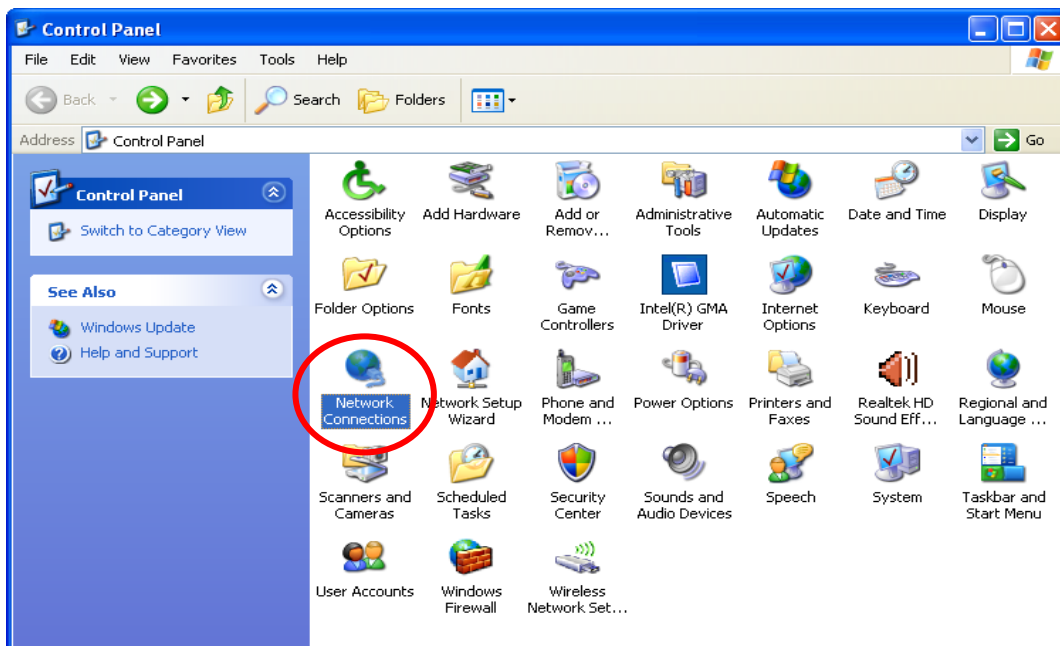 Control Panel
File Edit View Favorites Tools Help
Back Search Folders
Address Control Panel Go
Control Panel
Switch to Category View
See Also
Windows Update
Help and Support
Accessibility Options
Add Hardware
Add or Remov...
Administrative Tools
Automatic Updates
Date and Time
Display
Folder Options
Fonts
Game Controllers
Intel(R) GMA Driver
Internet Options
Keyboard
Mouse
Network Connections
Network Setup Wizard
Phone and Modem ...
Power Options
Printers and Faxes
Realtek HD Sound Eff...
Regional and Language ...
Scanners and Cameras
Scheduled Tasks
Security Center
Sounds and Audio Devices
Speech
System
Taskbar and Start Menu
User Accounts
Windows Firewall
Wireless Network Set...